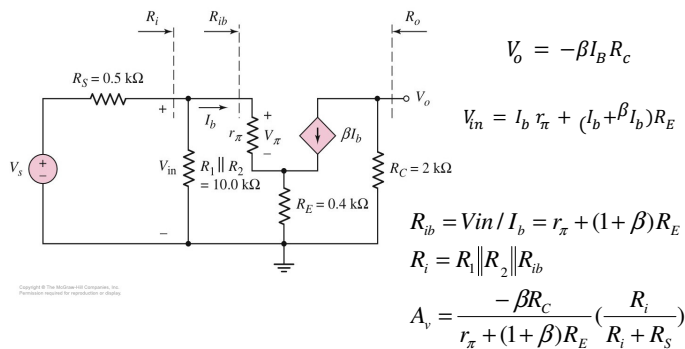 R_i
R_ib
R_o
R_S = 0.5 kΩ
+
I_b
r_π
+
V_π
−
βI_b
V_o
V_s
+
−
V_in
R_1 || R_2
= 10.0 kΩ
R_C = 2 kΩ
R_E = 0.4 kΩ
−
Copyright © The McGraw-Hill Companies, Inc.
Permission required for reproduction or display.
V_o = −βI_B R_c
V_in = I_b r_π + (I_b+βI_b)R_E
R_ib = Vin / I_b = r_π + (1 + β)R_E
R_i = R_1||R_2||R_ib
A_v = −βR_C / (r_π + (1 + β)R_E) (R_i / (R_i + R_S))